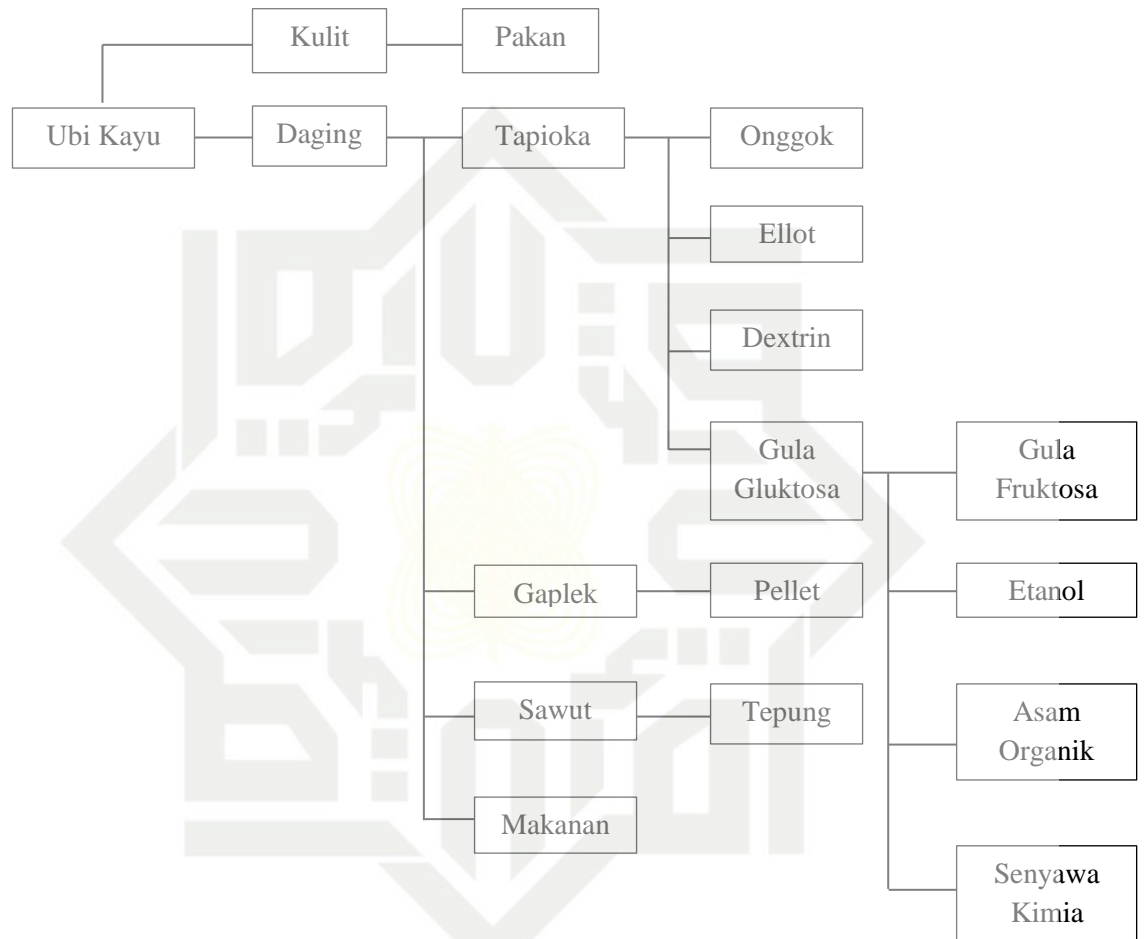 Kulit
Pakan
Ubi Kayu
Daging
Tapioka
Onggok
Ellot
Dextrin
Gula
Gluktosa
Gula
Fruktosa
Gaplek
Pellet
Etanol
Sawut
Tepung
Asam
Organik
Makanan
Senyawa
Kimia